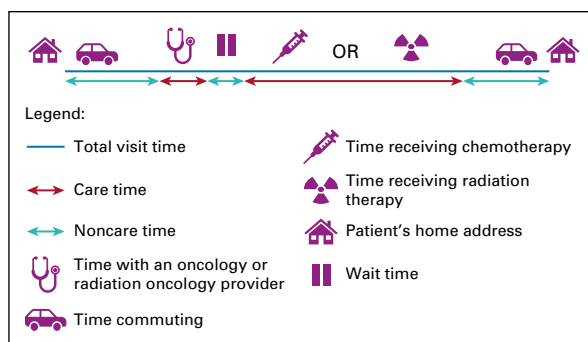 OR
Legend:
Total visit time
Care time
Noncare time
Time with an oncology or
radiation oncology provider
Time commuting
Time receiving chemotherapy
Time receiving radiation
therapy
Patient's home address
Wait time